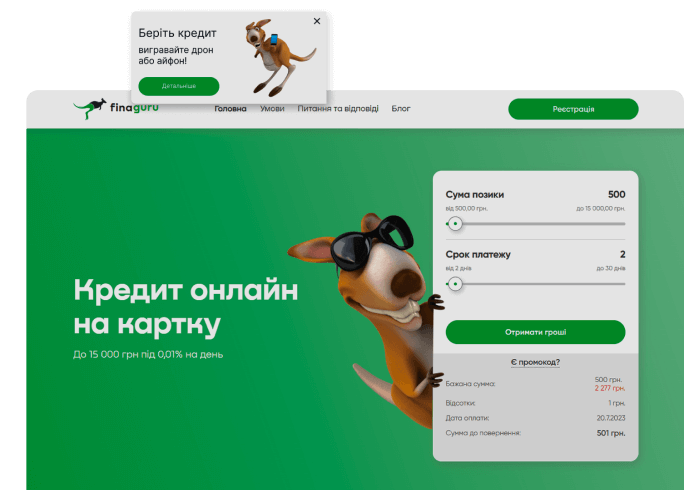 Беріть кредит
вигравайте дрон
або айфон!
Детальніше
finaguru
Головна
Умови
Питання та відповіді
Блог
Реєстрація
Кредит онлайн
на картку
До 15 000 грн під 0,01% на день
Сума позики 500
від 500,00 грн. до 15 000,00 грн.
Срок платежу 2
від 2 днів до 30 днів
Отримати гроші
Є промокод?
Бажана сумма: 500 грн.
2 277 грн.
Відсотки: 1 грн.
Дата оплати: 20.7.2023
Сумма до повернення: 501 грн.